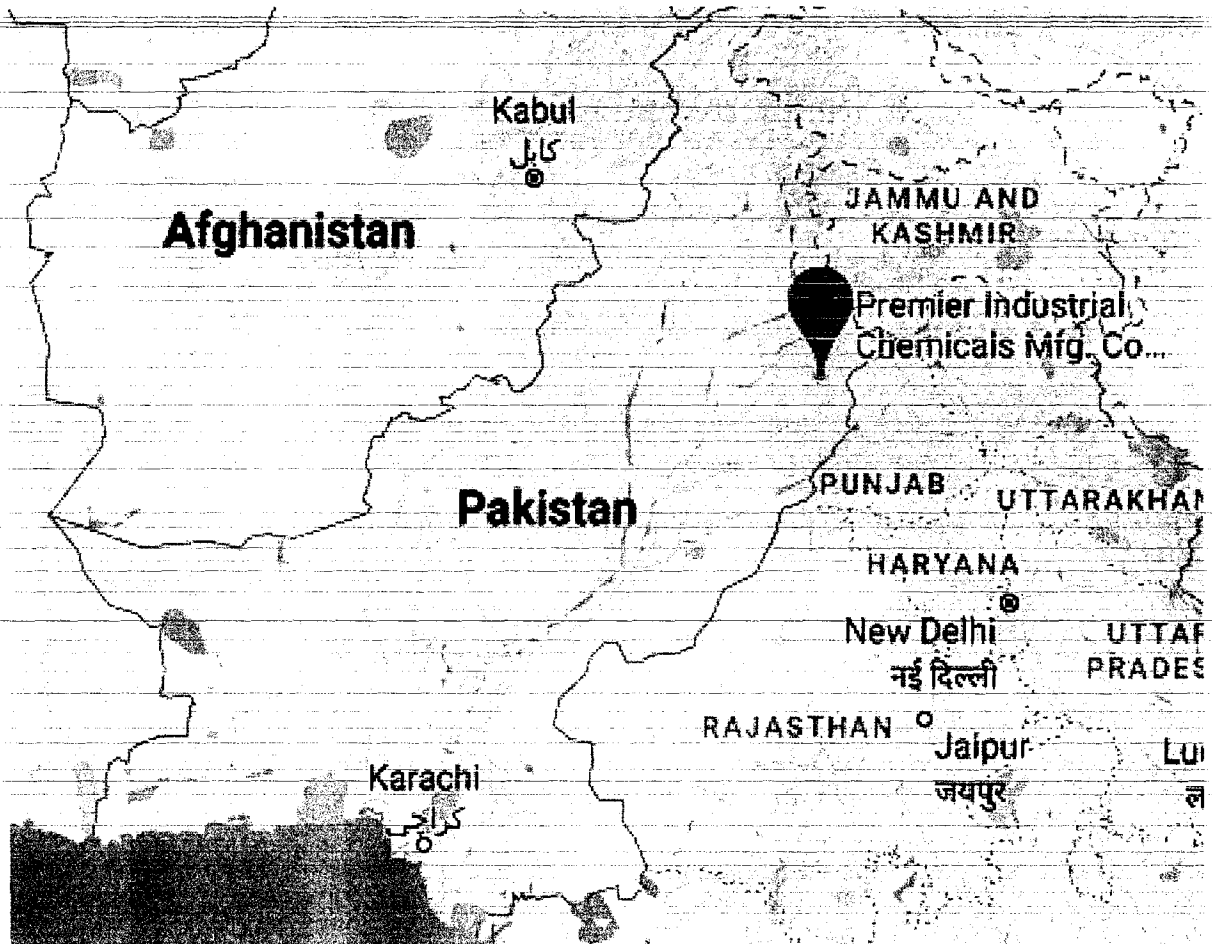 Kabul
کابل
Afghanistan
JAMMU AND
KASHMIR
Premier Industrial
Chemicals Mfg. Co...
Pakistan
PUNJAB
UTTARAKHAN
HARYANA
New Delhi
नई दिल्ली
UTTAR
PRADES
RAJASTHAN
Jaipur
जयपुर
Karachi